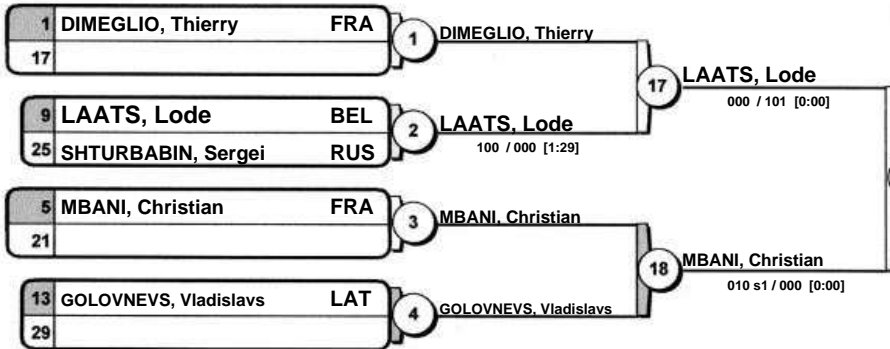 1 DIMEGLIO, Thierry FRA
17
1
DIMEGLIO, Thierry
9 LAATS, Lode BEL
25 SHTURBABIN, Sergei RUS
2
LAATS, Lode
100 / 000 [1:29]
17
LAATS, Lode
000 / 101 [0:00]
5 MBANI, Christian FRA
21
3
MBANI, Christian
13 GOLOVNEVS, Vladislavs LAT
29
4
GOLOVNEVS, Vladislavs
18
MBANI, Christian
010 s1 / 000 [0:00]